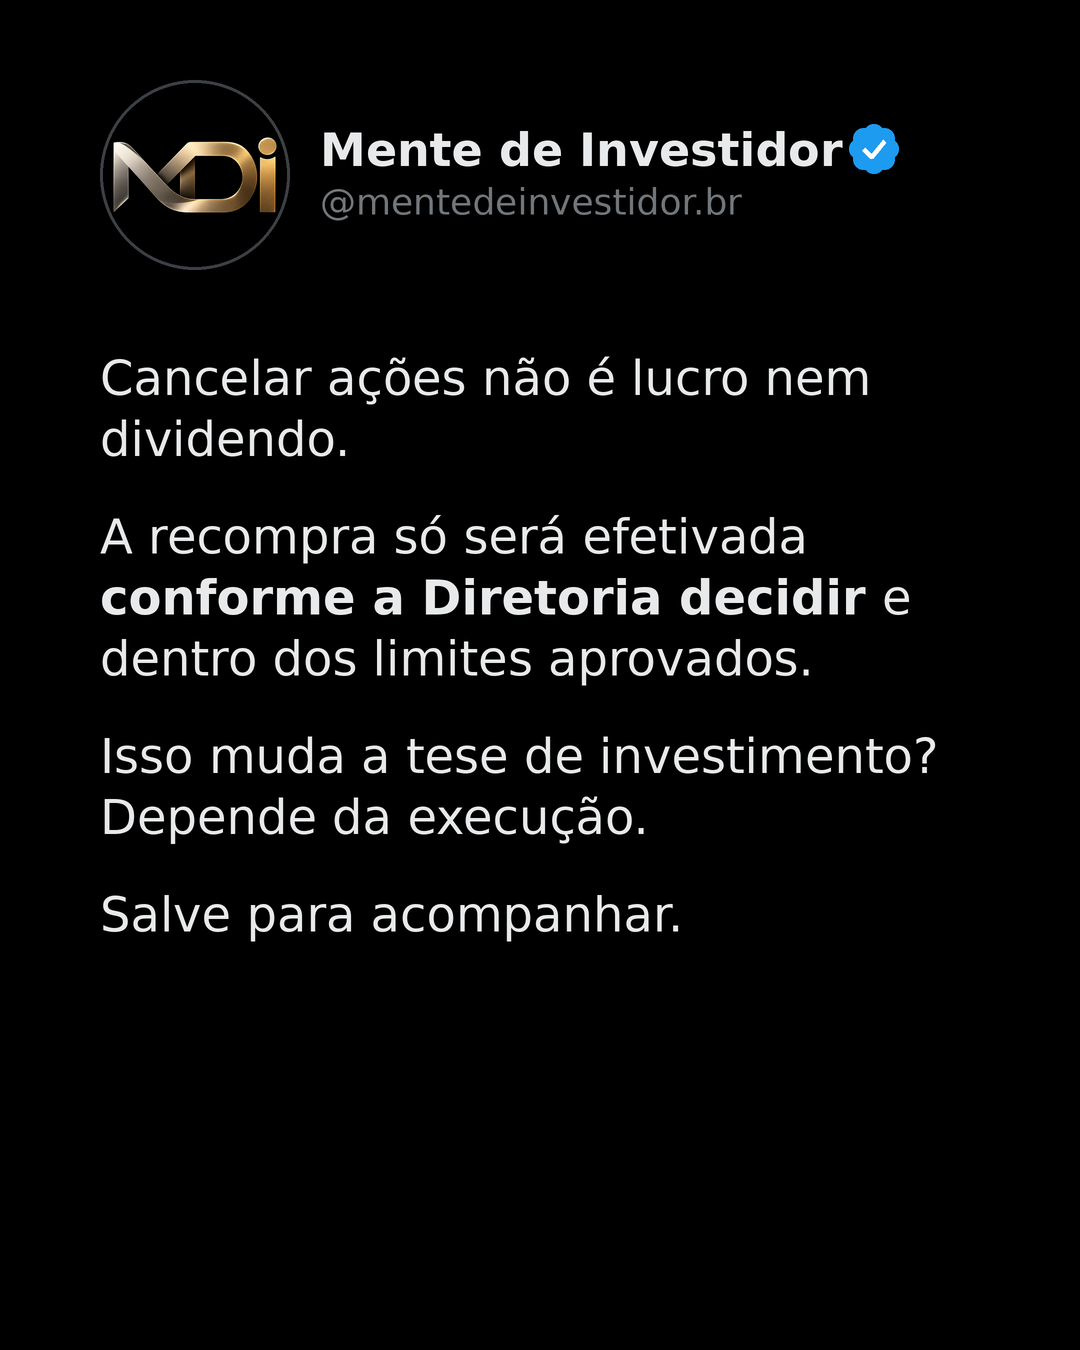 MDi
Mente de Investidor
@mentedeinvestidor.br
Cancelar ações não é lucro nem
dividendo.
A recompra só será efetivada
conforme a Diretoria decidir e
dentro dos limites aprovados.
Isso muda a tese de investimento?
Depende da execução.
Salve para acompanhar.